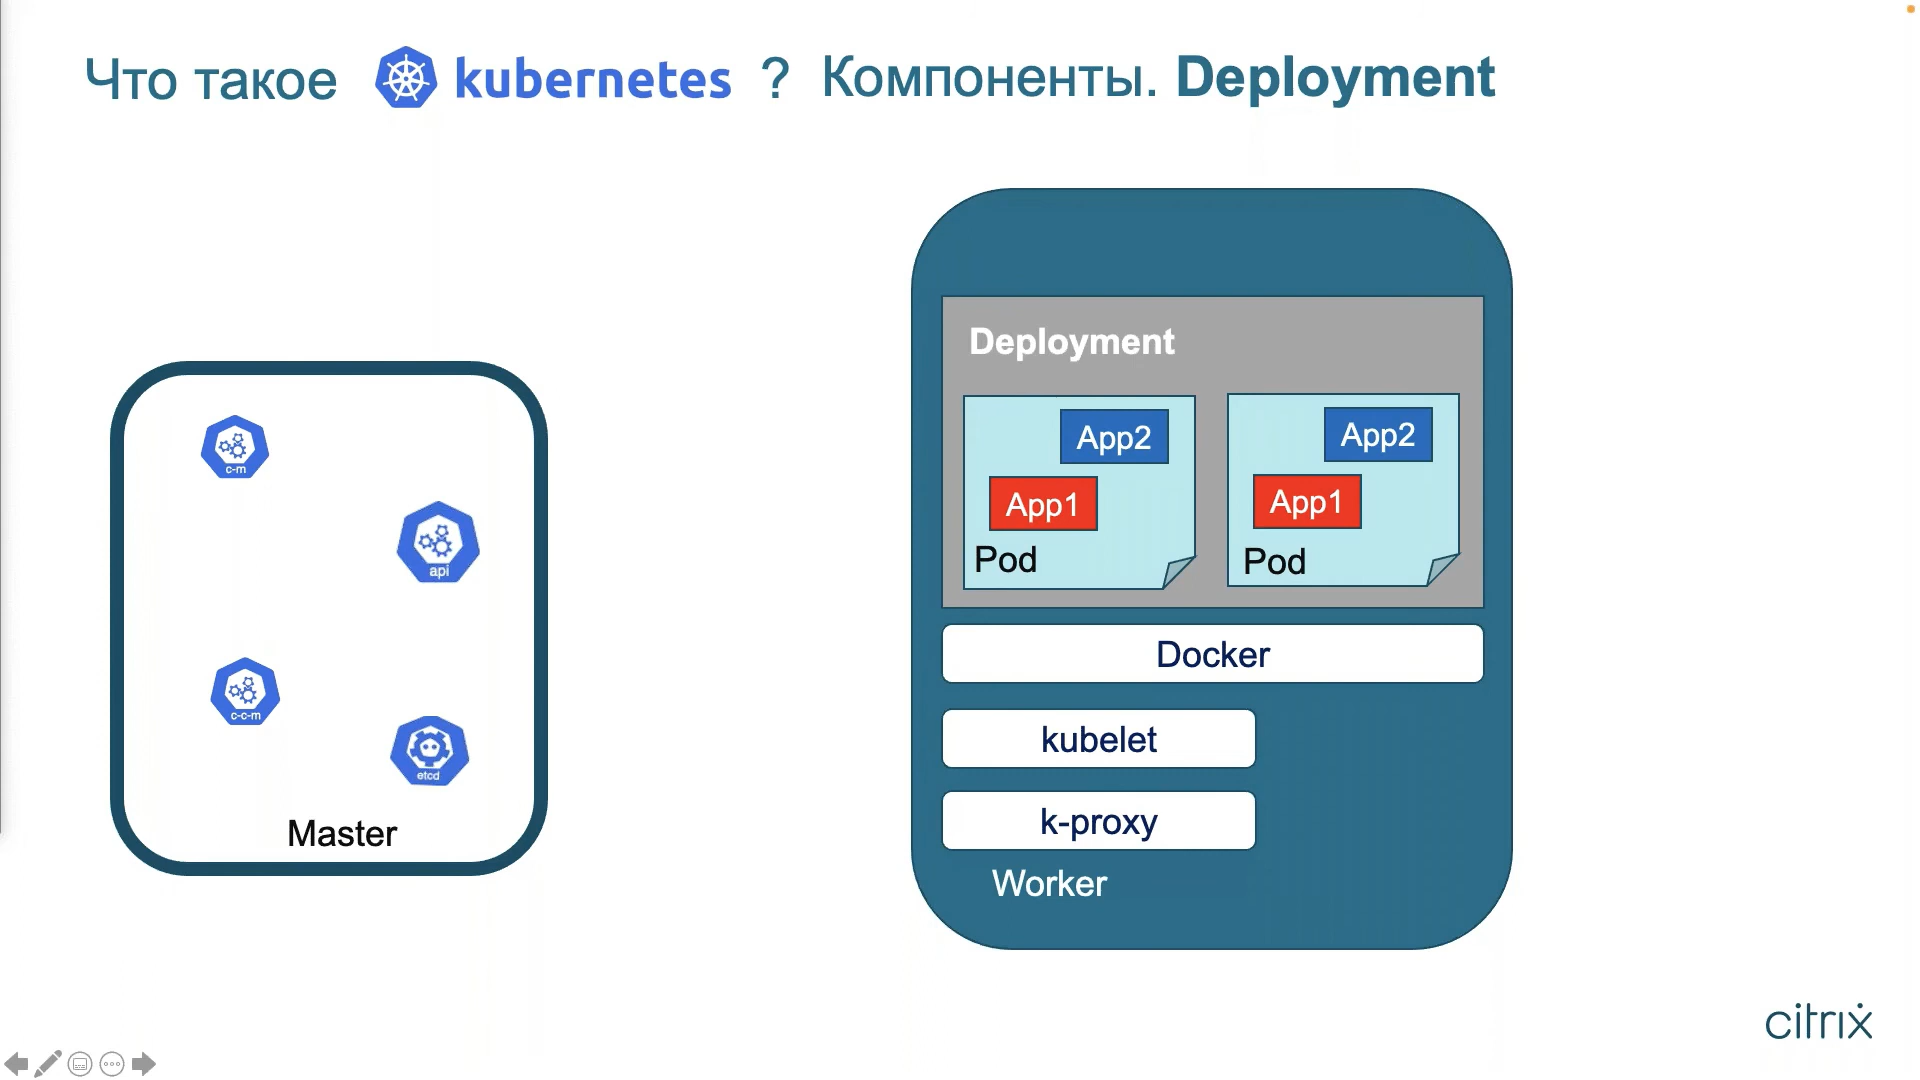 Что такое kubernetes ? Компоненты. Deployment
c-m
api
c-c-m
etcd
Master
Deployment
App2
App1
Pod
App2
App1
Pod
Docker
kubelet
k-proxy
Worker
citrix